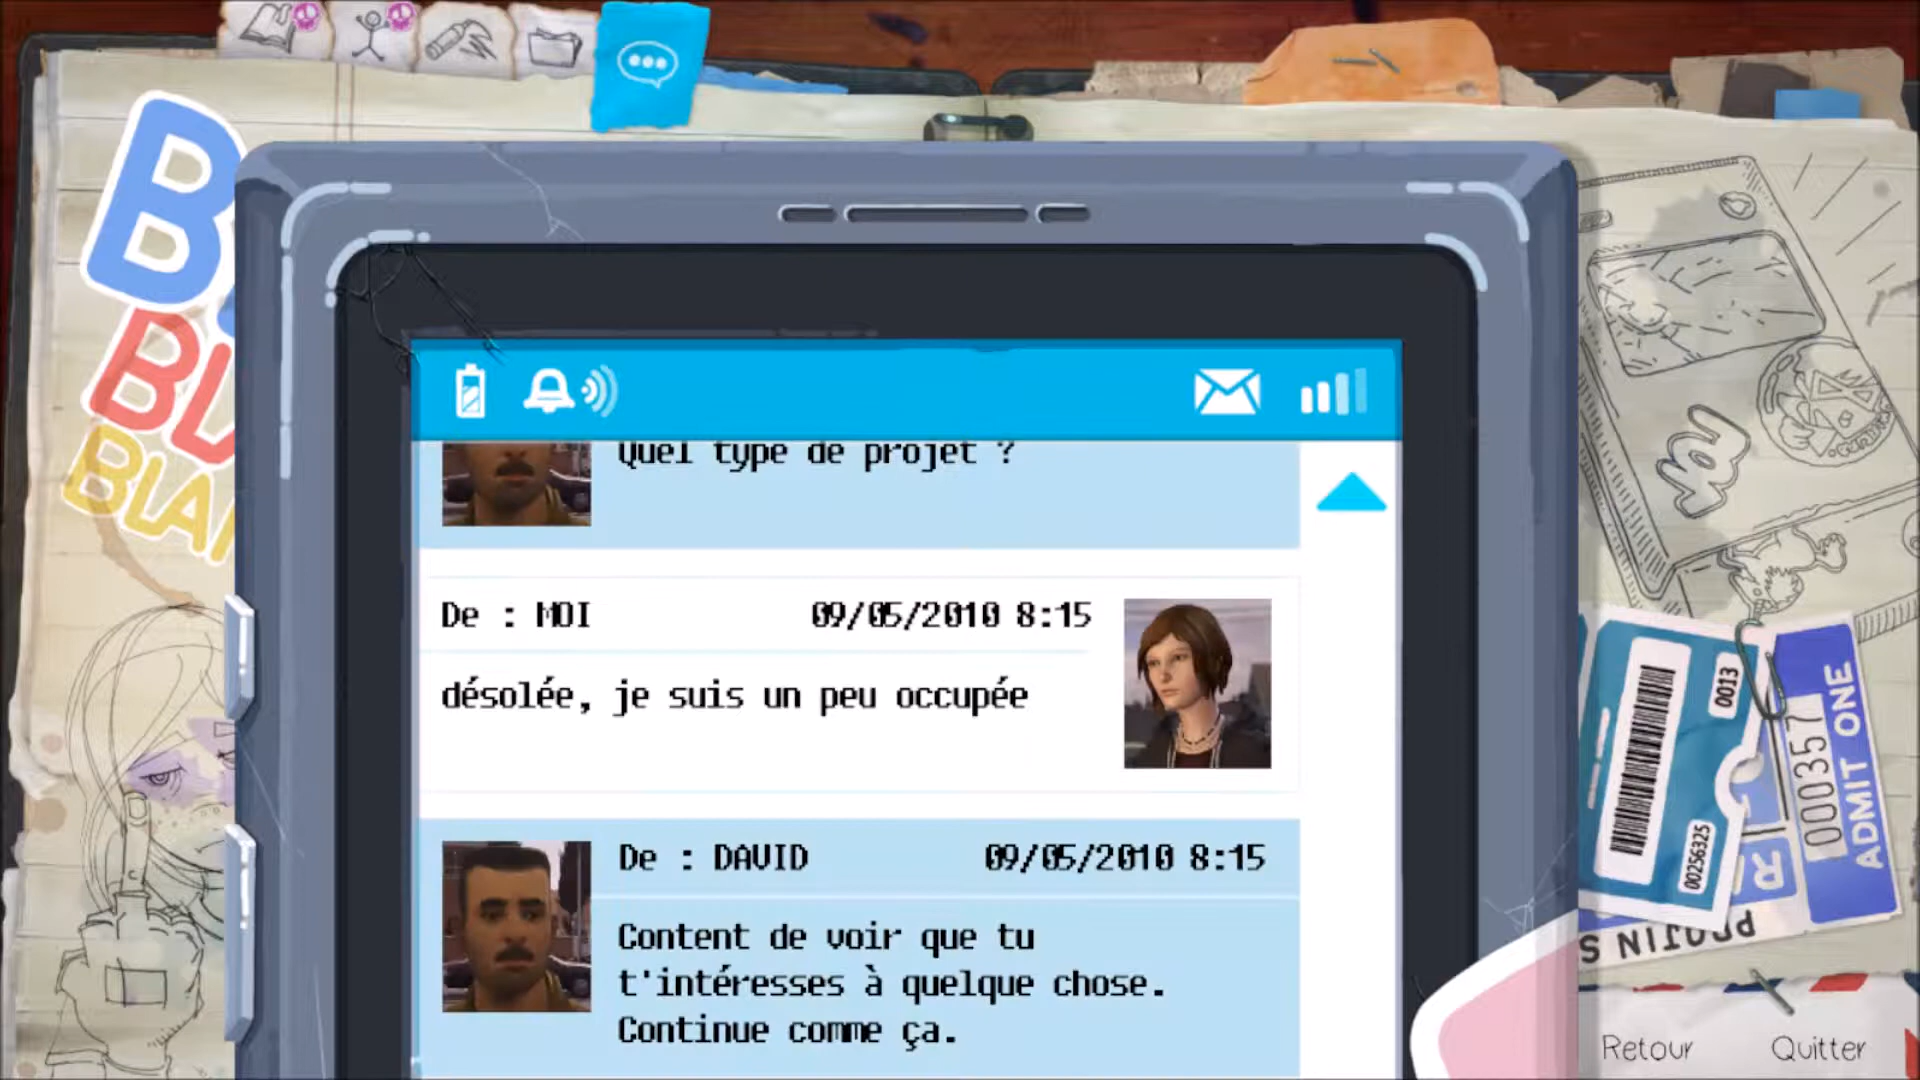 Quel type de projet ?
De : MOI 09/05/2010 8:15
désolée, je suis un peu occupée
De : DAVID 09/05/2010 8:15
Content de voir que tu
t'intéresses à quelque chose.
Continue comme ça.
BLAH
0013
00256325
000357
ADMIT ONE
Retour
Quitter